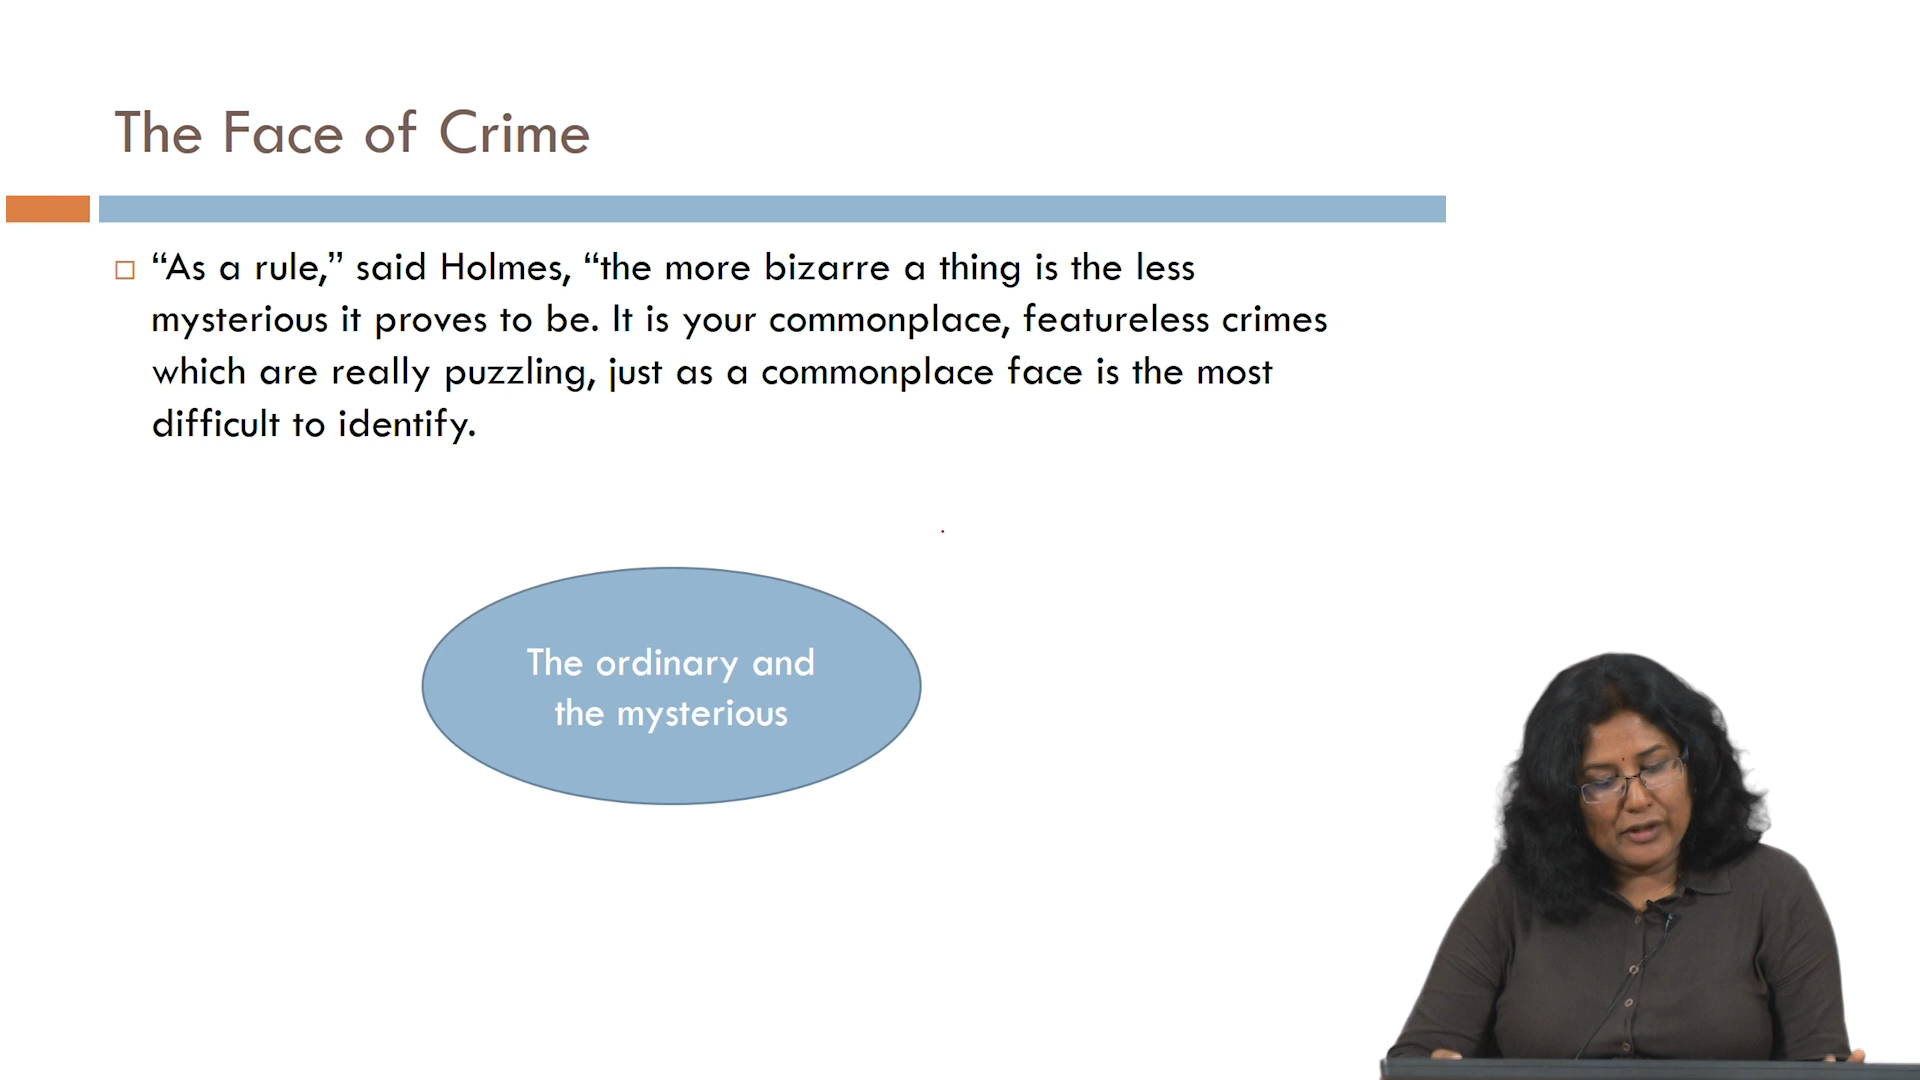 The Face of Crime
“As a rule,” said Holmes, “the more bizarre a thing is the less
mysterious it proves to be. It is your commonplace, featureless crimes
which are really puzzling, just as a commonplace face is the most
difficult to identify.
The ordinary and
the mysterious